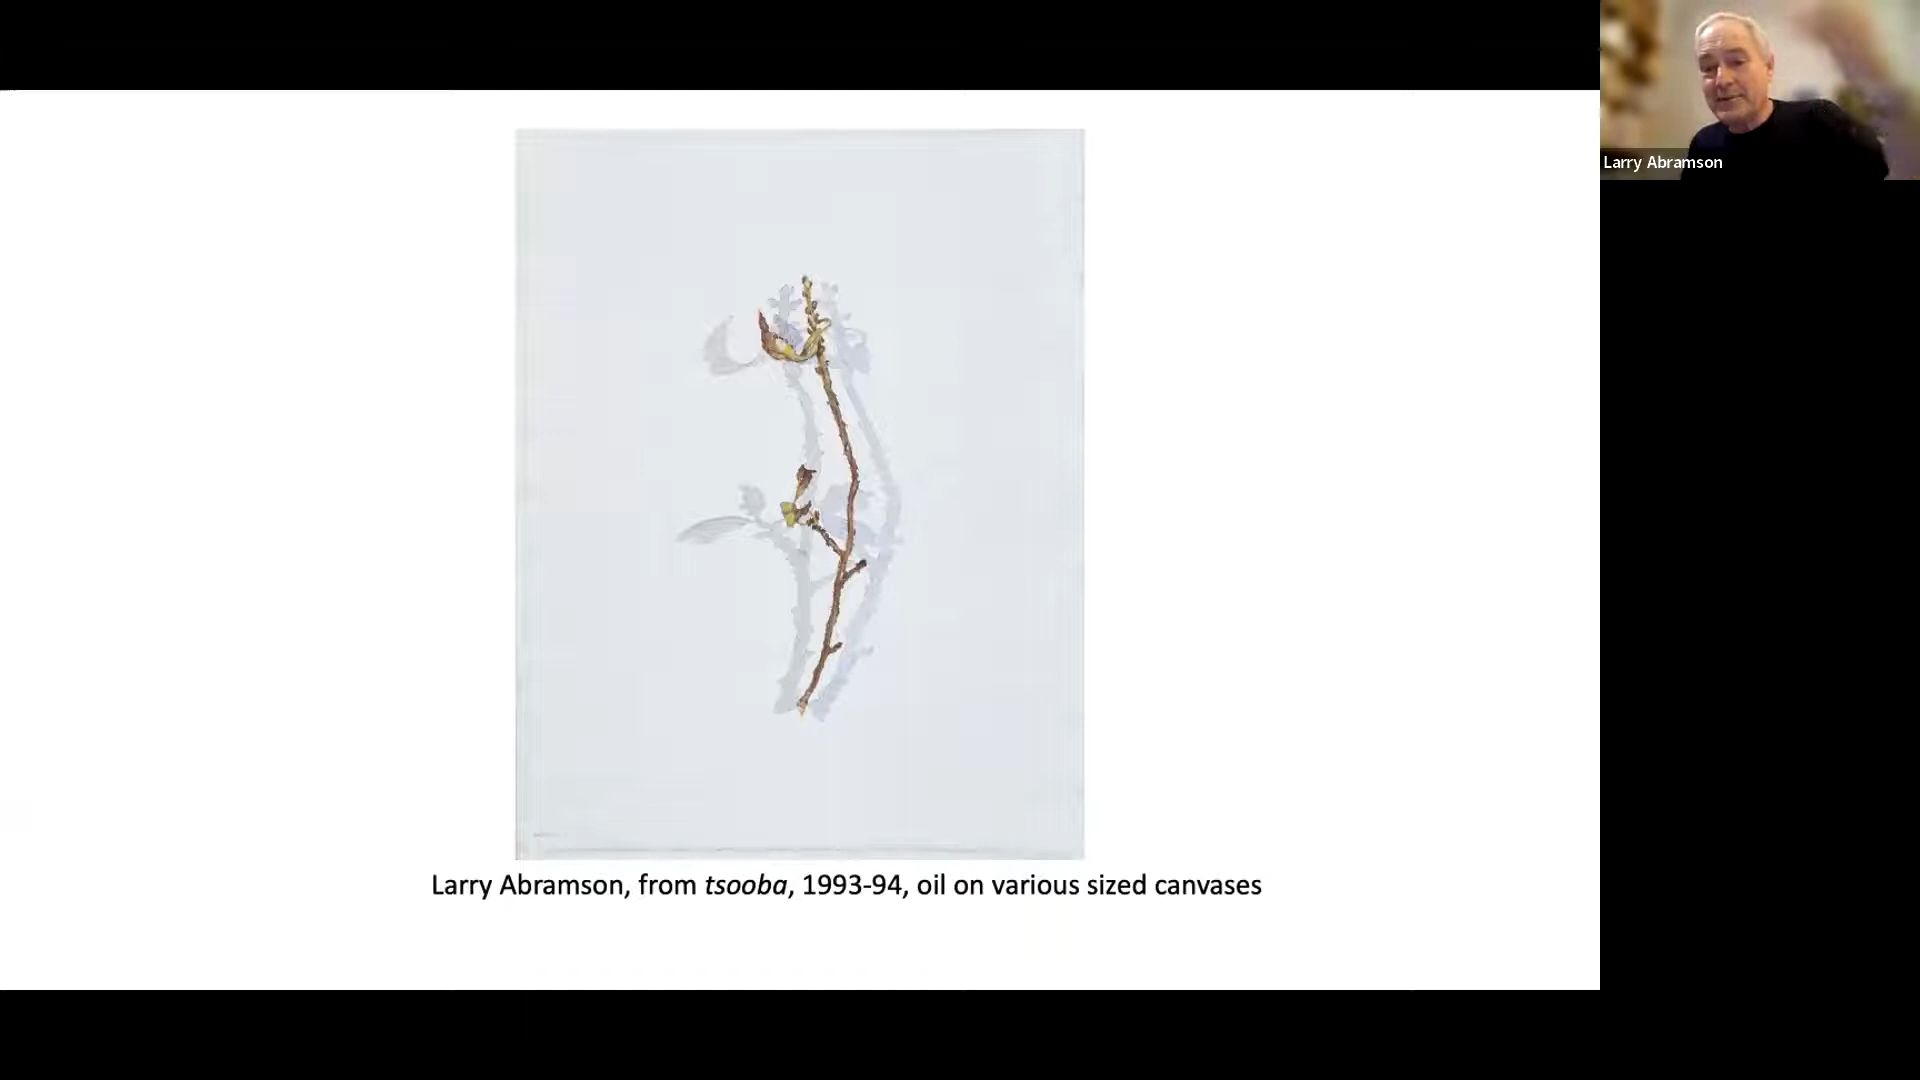 Larry Abramson
Larry Abramson, from tsooba, 1993-94, oil on various sized canvases